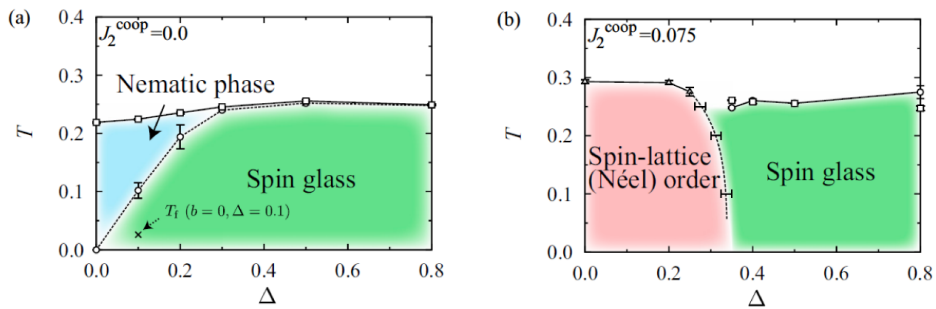 (a)
J₂ᶜᵒᵒᵖ=0.0
Nematic phase
Spin glass
T_f (b = 0, Δ = 0.1)
0.4
0.3
0.2
0.1
0.0
T
0.0 0.2 0.4 0.6 0.8
Δ
(b)
J₂ᶜᵒᵒᵖ=0.075
Spin-lattice
(Néel) order
Spin glass
0.4
0.3
0.2
0.1
0.0
T
0.0 0.2 0.4 0.6 0.8
Δ